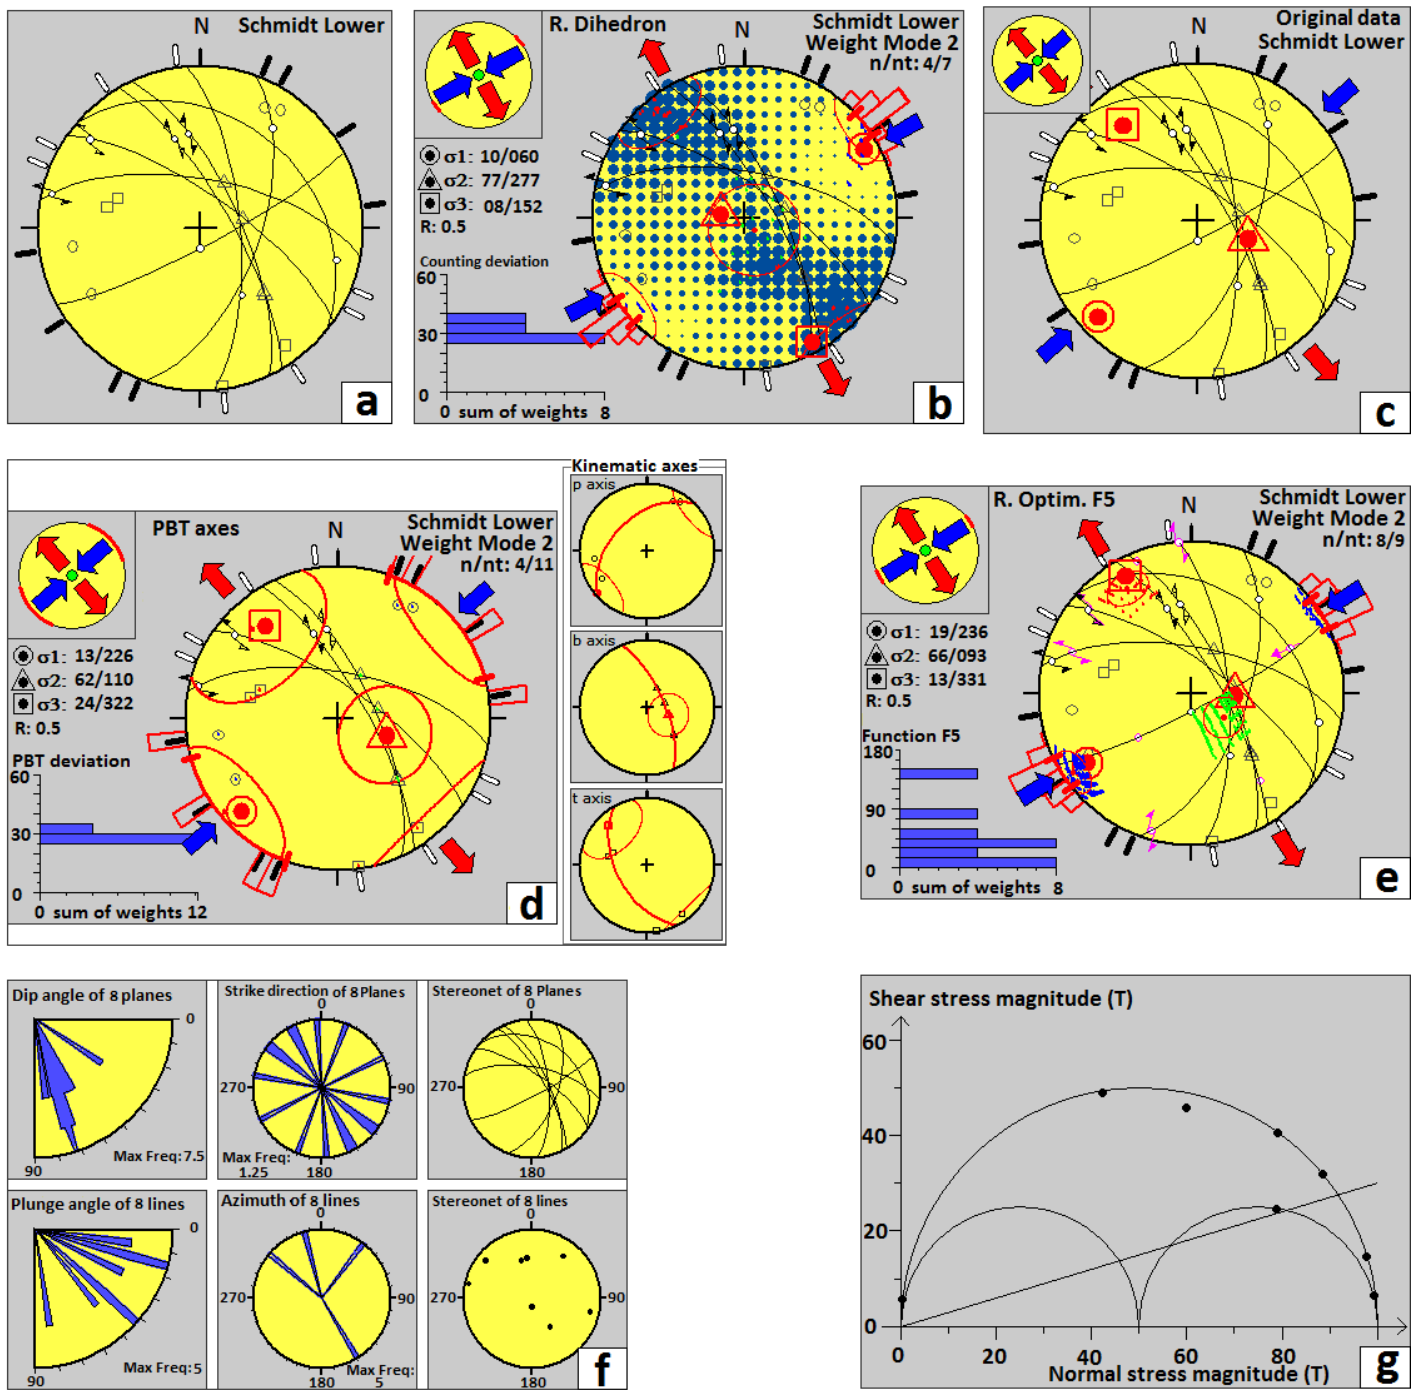 N
Schmidt Lower
a
R. Dihedron
N
Schmidt Lower
Weight Mode 2
n/nt: 4/7
σ1: 10/060
σ2: 77/277
σ3: 08/152
R: 0.5
Counting deviation
60
30
0
0 sum of weights 8
b
N
Original data
Schmidt Lower
c
PBT axes
N
Schmidt Lower
Weight Mode 2
n/nt: 4/11
σ1: 13/226
σ2: 62/110
σ3: 24/322
R: 0.5
PBT deviation
60
30
0
0 sum of weights 12
d
Kinematic axes
p axis
b axis
t axis
R. Optim. F5
N
Schmidt Lower
Weight Mode 2
n/nt: 8/9
σ1: 19/236
σ2: 66/093
σ3: 13/331
R: 0.5
Function F5
180
90
0
0 sum of weights 8
e
Dip angle of 8 planes
0
90
Max Freq: 7.5
Strike direction of 8 Planes
0
270
90
Max Freq:
1.25
180
Stereonet of 8 Planes
0
270
90
180
Plunge angle of 8 lines
0
90
Max Freq: 5
Azimuth of 8 lines
0
270
90
180
Max Freq:
5
Stereonet of 8 lines
0
270
90
180
f
Shear stress magnitude (T)
60
40
20
0
0 20 40 60 80
Normal stress magnitude (T)
g